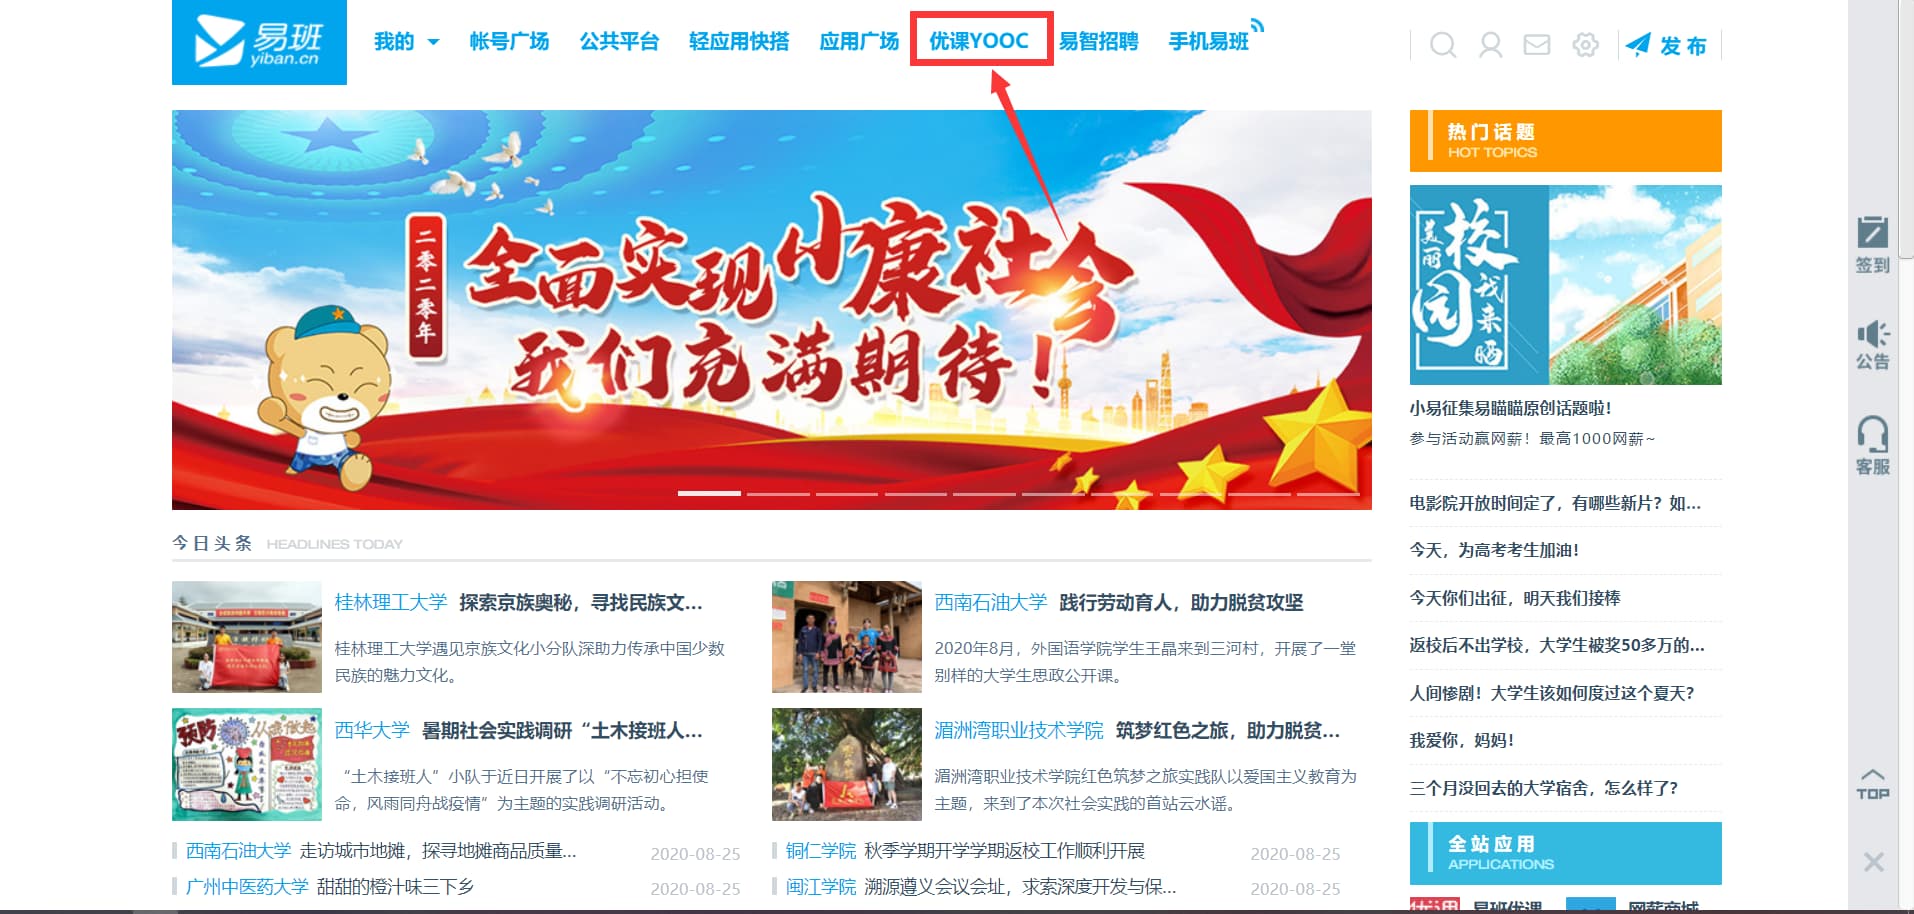 易班
yiban.cn
我的
帐号广场
公共平台
轻应用快搭
应用广场
优课YOOC
易智招聘
手机易班
发布
二零二零年
全面实现小康社会
我们充满期待！
热门话题
HOT TOPICS
美丽校园我来晒
小易征集易瞄瞄原创话题啦！
参与活动赢网薪！最高1000网薪~
电影院开放时间定了，有哪些新片？如...
今天，为高考考生加油！
今天你们出征，明天我们接棒
返校后不出学校，大学生被奖50多万的...
人间惨剧！大学生该如何度过这个夏天？
我爱你，妈妈！
三个月没回去的大学宿舍，怎么样了？
全站应用
APPLICATIONS
易班优课
网薪商城
今日头条 HEADLINES TODAY
桂林理工大学 探索京族奥秘，寻找民族文...
桂林理工大学遇见京族文化小分队深助力传承中国少数
民族的魅力文化。
西南石油大学 践行劳动育人，助力脱贫攻坚
2020年8月，外国语学院学生王晶来到三河村，开展了一堂
别样的大学生思政公开课。
预防
西华大学 暑期社会实践调研“土木接班人...
“土木接班人”小队于近日开展了以“不忘初心担使
命，风雨同舟战疫情”为主题的实践调研活动。
湄洲湾职业技术学院 筑梦红色之旅，助力脱贫...
湄洲湾职业技术学院红色筑梦之旅实践队以爱国主义教育为
主题，来到了本次社会实践的首站云水谣。
西南石油大学 走访城市地摊，探寻地摊商品质量... 2020-08-25
铜仁学院 秋季学期开学学期返校工作顺利开展 2020-08-25
广州中医药大学 甜甜的橙汁味三下乡 2020-08-25
闽江学院 溯源遵义会议会址，求索深度开发与保... 2020-08-25
签到
公告
客服
TOP